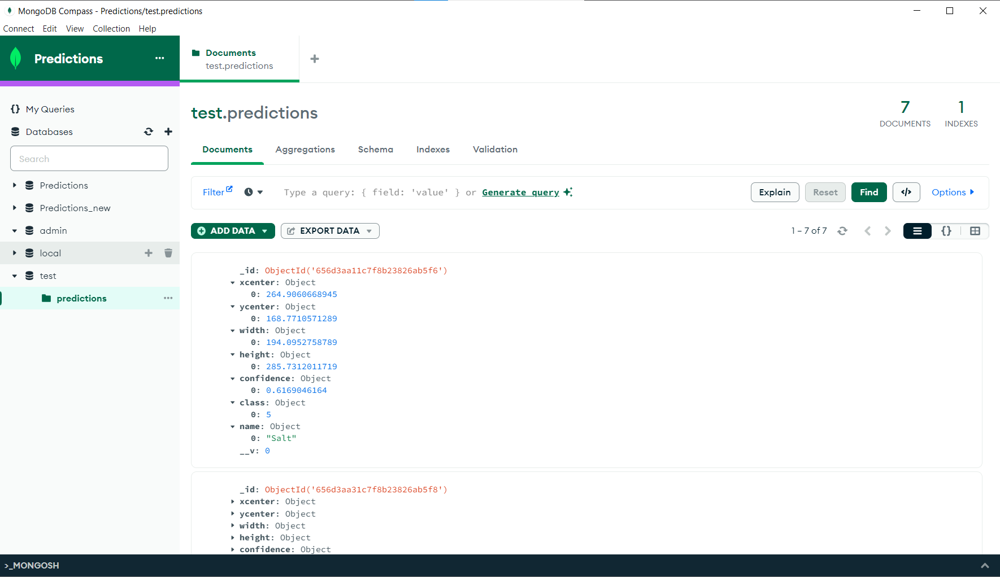 MongoDB Compass - Predictions/test.predictions
Connect Edit View Collection Help
Predictions
My Queries
Databases
Search
Predictions
Predictions_new
admin
local
test
predictions
Documents
test.predictions
test.predictions
7
DOCUMENTS
1
INDEXES
Documents Aggregations Schema Indexes Validation
Filter Type a query: { field: 'value' } or Generate query Explain Reset Find </> Options
ADD DATA EXPORT DATA 1 – 7 of 7 {}
_id: ObjectId('656d3aa11c7f8b23826ab5f6')
xcenter: Object
0: 264.9060668945
ycenter: Object
0: 168.7710571289
width: Object
0: 194.0952758789
height: Object
0: 285.7312011719
confidence: Object
0: 0.6169046164
class: Object
0: 5
name: Object
0: "Salt"
__v: 0
_id: ObjectId('656d3aa31c7f8b23826ab5f8')
xcenter: Object
ycenter: Object
width: Object
height: Object
confidence: Object
>_MONGOSH